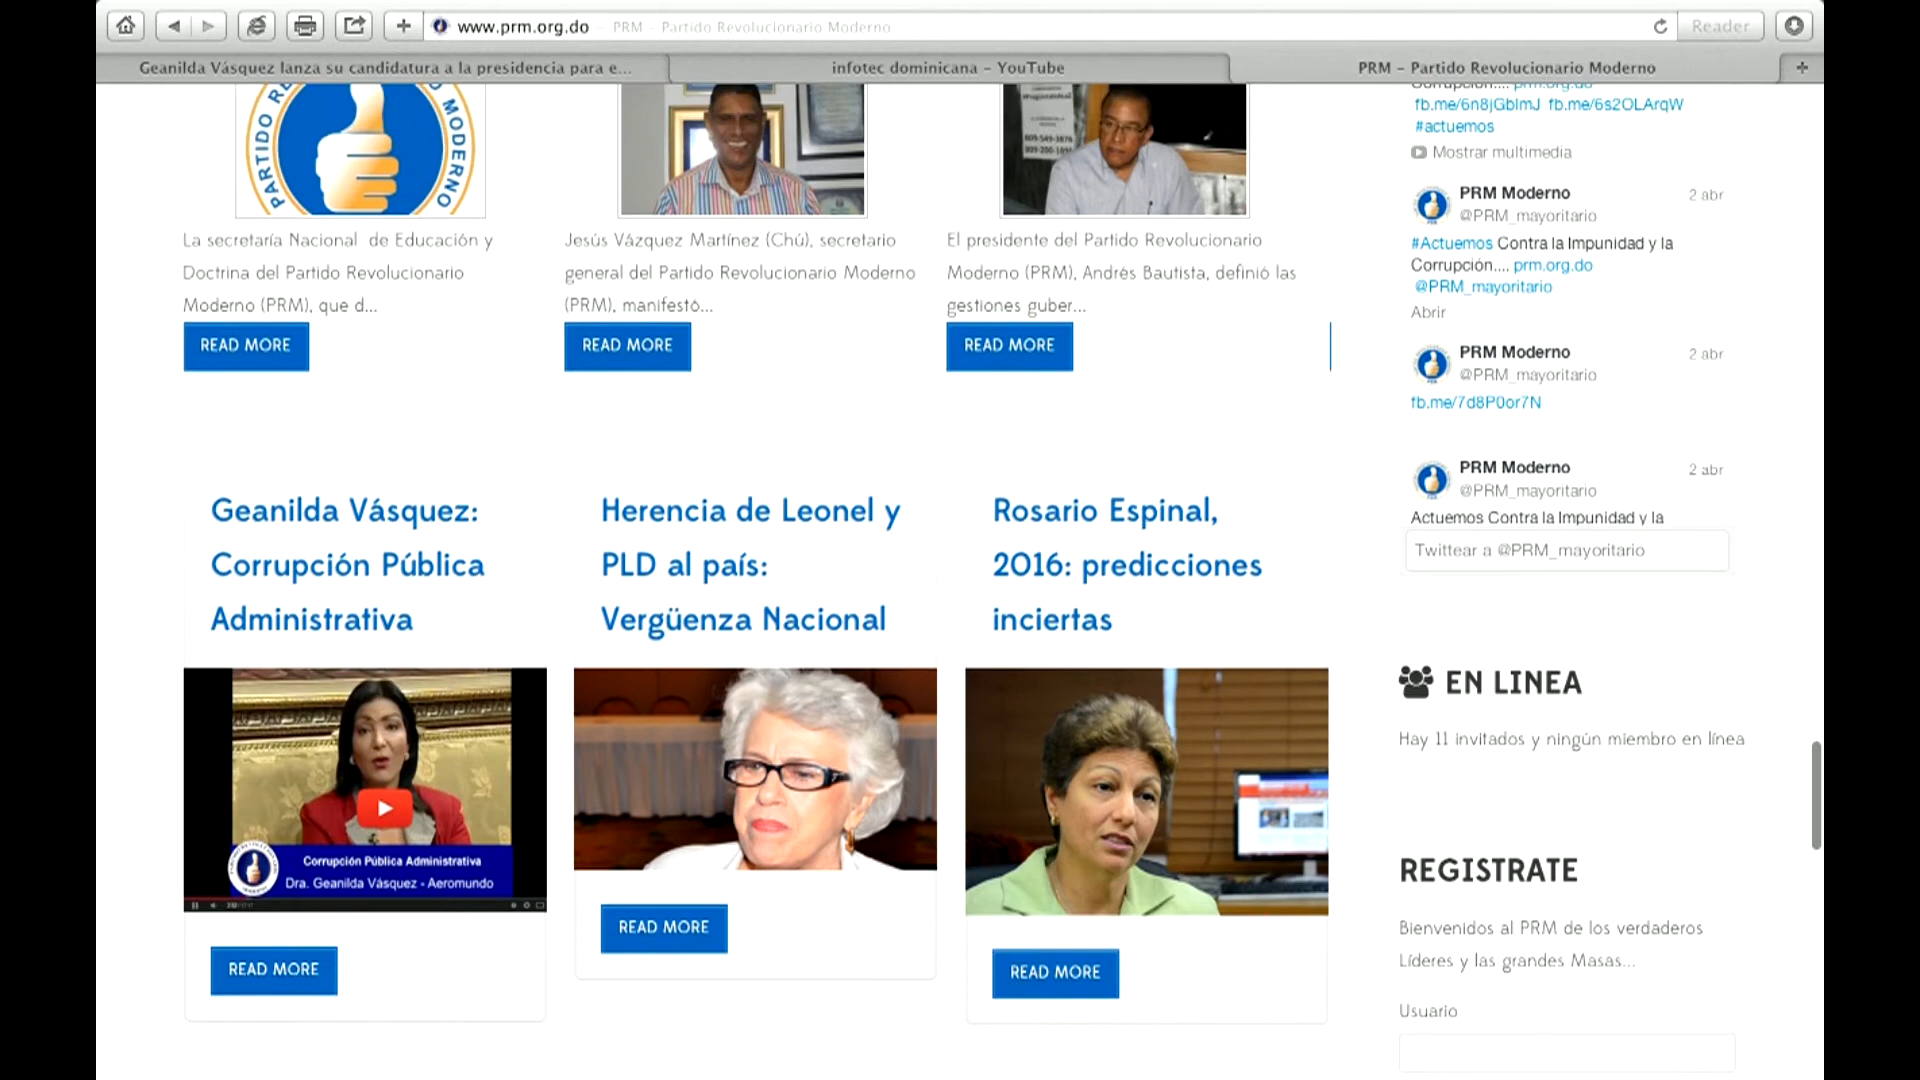 www.prm.org.do – PRM – Partido Revolucionario Moderno
Reader
Geanilda Vásquez lanza su candidatura a la presidencia para e...
infotec dominicana – YouTube
PRM – Partido Revolucionario Moderno
PARTIDO RE
O MODERNO
La secretaría Nacional de Educación y
Doctrina del Partido Revolucionario
Moderno (PRM), que d...
READ MORE
Jesús Vázquez Martínez (Chú), secretario
general del Partido Revolucionario Moderno
(PRM), manifestó...
READ MORE
809-549-3876
809-200-1691
El presidente del Partido Revolucionario
Moderno (PRM), Andrés Bautista, definió las
gestiones guber...
READ MORE
Corrupción.... prm.org.do
fb.me/6n8jGblmJ fb.me/6s2OLArqW
#actuemos
Mostrar multimedia
PRM Moderno
2 abr
@PRM_mayoritario
#Actuemos Contra la Impunidad y la
Corrupción.... prm.org.do
@PRM_mayoritario
Abrir
PRM Moderno
2 abr
@PRM_mayoritario
fb.me/7d8P0or7N
PRM Moderno
2 abr
@PRM_mayoritario
Actuemos Contra la Impunidad y la
Twittear a @PRM_mayoritario
Geanilda Vásquez:
Corrupción Pública
Administrativa
Corrupción Pública Administrativa
Dra. Geanilda Vásquez - Aeromundo
READ MORE
Herencia de Leonel y
PLD al país:
Vergüenza Nacional
READ MORE
Rosario Espinal,
2016: predicciones
inciertas
READ MORE
EN LINEA
Hay 11 invitados y ningún miembro en línea
REGISTRATE
Bienvenidos al PRM de los verdaderos
Líderes y las grandes Masas...
Usuario